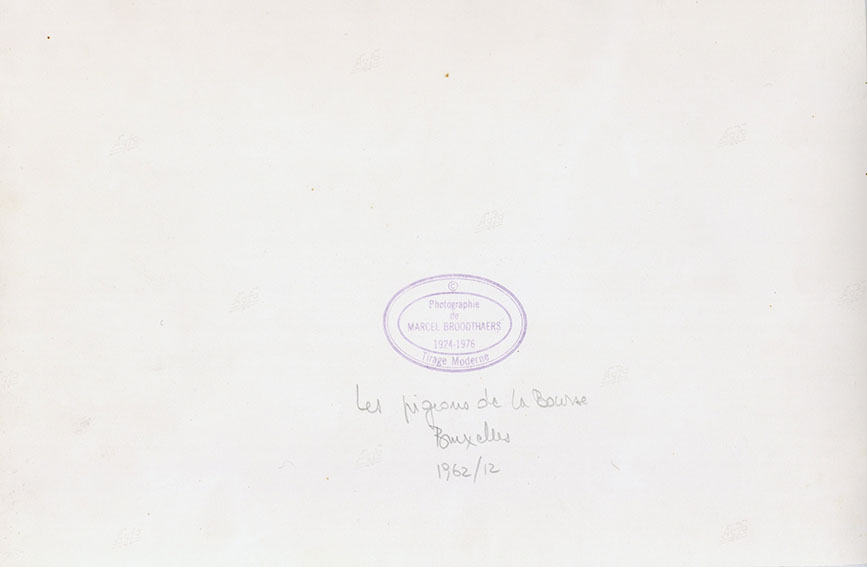 ©
Photographie
de
MARCEL BROODTHAERS
1924-1976
Tirage Moderne
Les pigeons de la Bourse
Bruxelles
1962/12